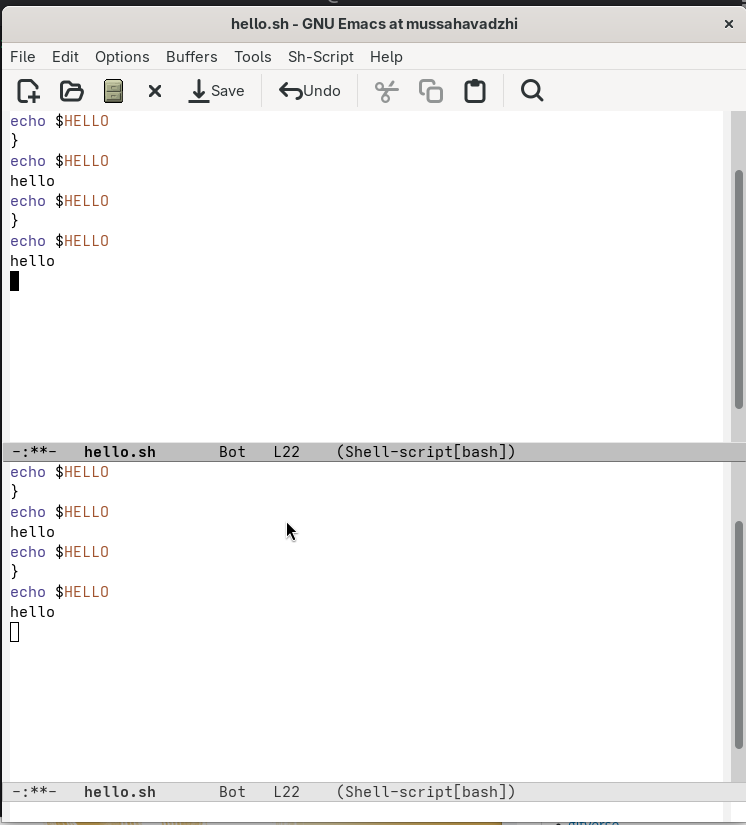 hello.sh - GNU Emacs at mussahavadzhi
File Edit Options Buffers Tools Sh-Script Help
Save Undo
echo $HELLO
}
echo $HELLO
hello
echo $HELLO
}
echo $HELLO
hello
-:**- hello.sh Bot L22 (Shell-script[bash])
echo $HELLO
}
echo $HELLO
hello
echo $HELLO
}
echo $HELLO
hello
-:**- hello.sh Bot L22 (Shell-script[bash])